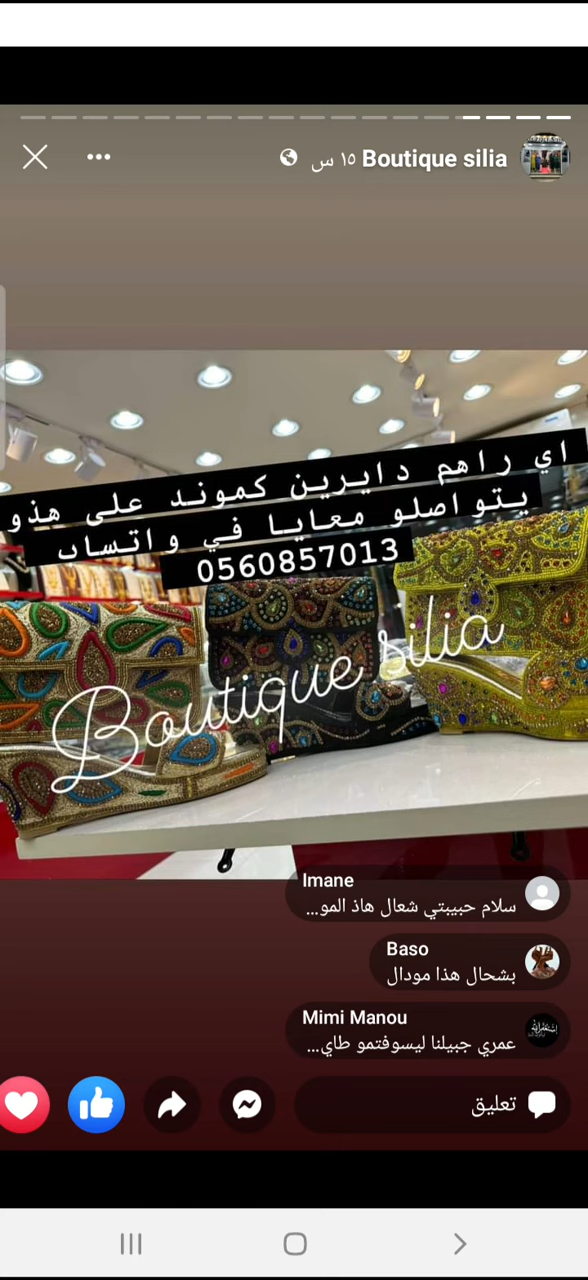 Boutique silia ١٥ س
اي راهم دايرين كموند على هذو
يتواصلو معايا في واتساب
0560857013
Boutique silia
Imane
سلام حبيبتي شعال هاذ المو...
Baso
بشحال هذا مودال
Mimi Manou
عمري جبيلنا ليسوفتمو طاي...
تعليق